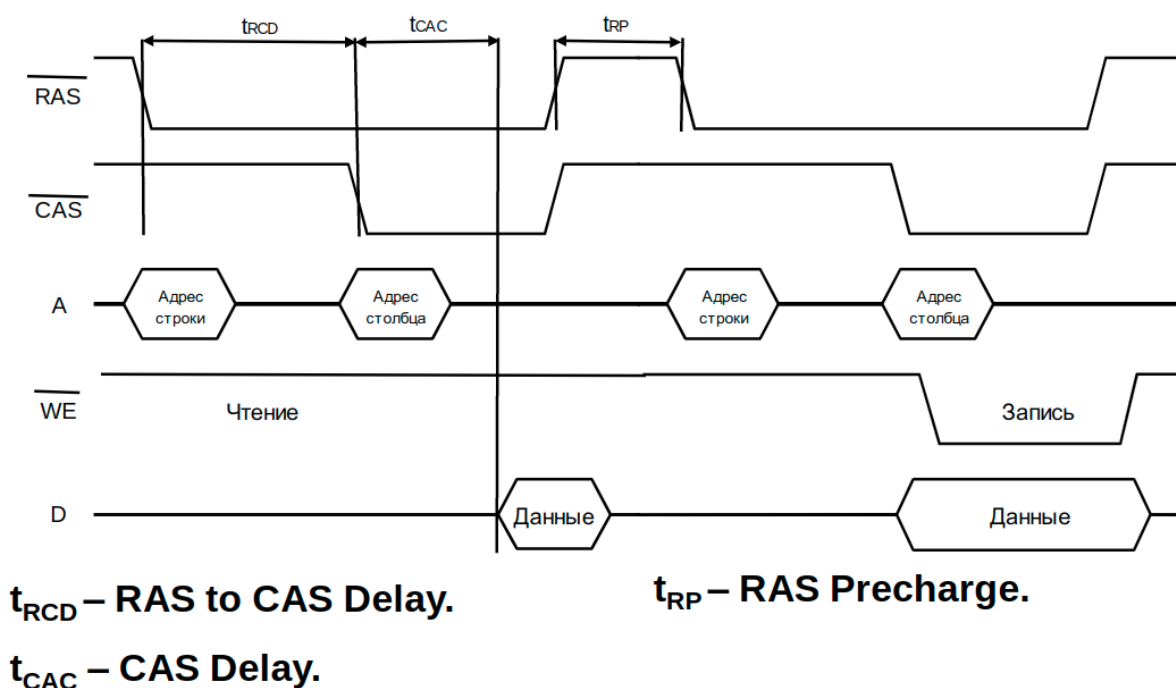 tRCD
tCAC
tRP
RAS
CAS
A
Адрес
строки
Адрес
столбца
Адрес
строки
Адрес
столбца
WE
Чтение
Запись
D
Данные
Данные
tRCD – RAS to CAS Delay.
tRP – RAS Precharge.
tCAC – CAS Delay.